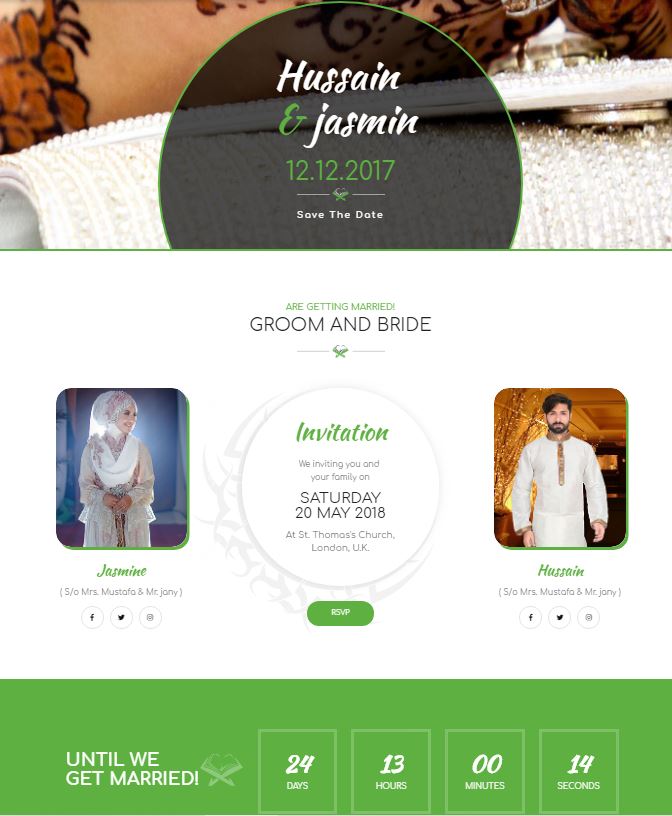 Hussain
& jasmin
12.12.2017
Save The Date
ARE GETTING MARRIED!
GROOM AND BRIDE
Invitation
We inviting you and
your family on
SATURDAY
20 MAY 2018
At St. Thomas's Church,
London, U.K.
RSVP
Jasmine
( S/o Mrs. Mustafa & Mr. jany )
Hussain
( S/o Mrs. Mustafa & Mr. jany )
UNTIL WE
GET MARRIED!
24
DAYS
13
HOURS
00
MINUTES
14
SECONDS